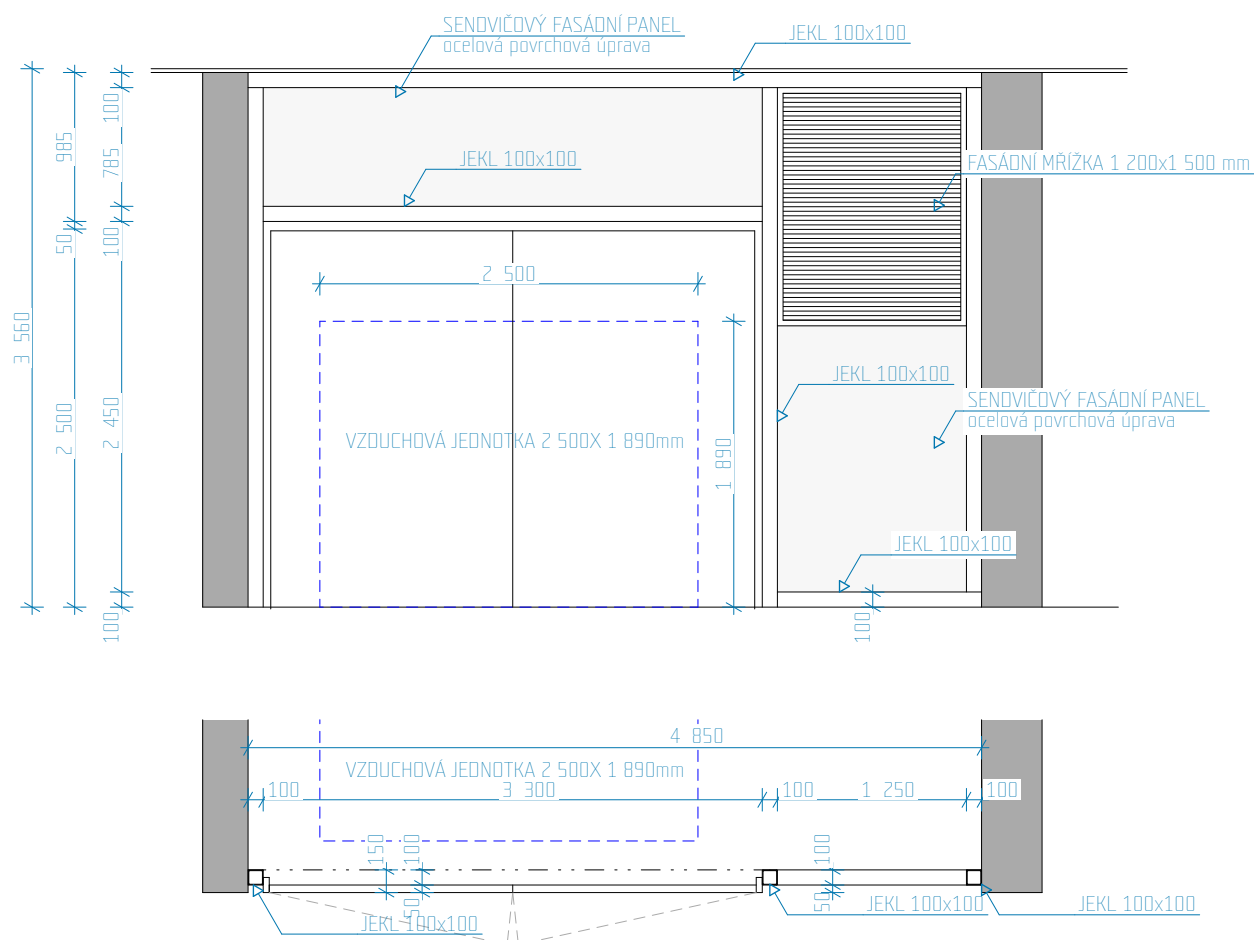 SENDVIČOVÝ FASÁDNÍ PANEL
ocelová povrchová úprava
JEKL 100x100
100
985
785
JEKL 100x100
FASÁDNÍ MŘÍŽKA 1 200x1 500 mm
50
100
2 500
3 560
JEKL 100x100
2 500
2 450
SENDVIČOVÝ FASÁDNÍ PANEL
ocelová povrchová úprava
VZDUCHOVÁ JEDNOTKA 2 500X 1 890mm
1 890
JEKL 100x100
100
100
4 850
VZDUCHOVÁ JEDNOTKA 2 500X 1 890mm
100
3 300
100
1 250
100
150
100
100
50
50
JEKL 100x100
JEKL 100x100
JEKL 100x100